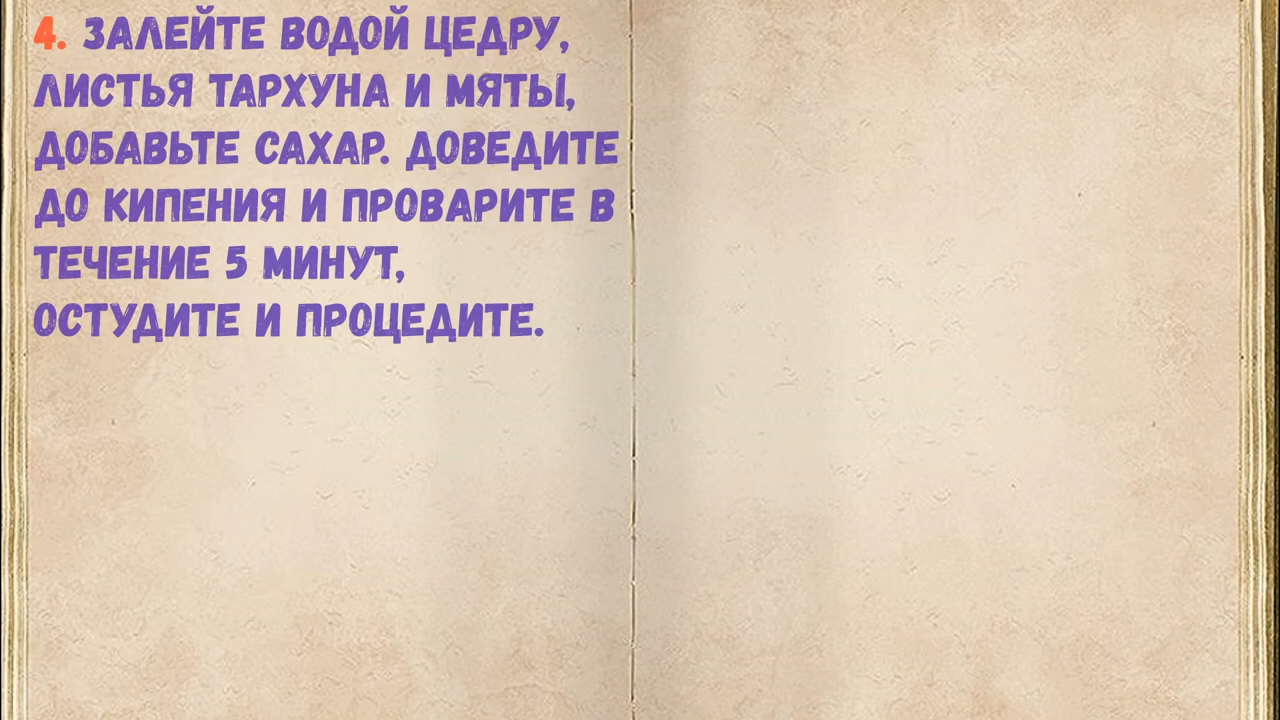 4. ЗАЛЕЙТЕ ВОДОЙ ЦЕДРУ,
ЛИСТЬЯ ТАРХУНА И МЯТЫ,
ДОБАВЬТЕ САХАР. ДОВЕДИТЕ
ДО КИПЕНИЯ И ПРОВАРИТЕ В
ТЕЧЕНИЕ 5 МИНУТ,
ОСТУДИТЕ И ПРОЦЕДИТЕ.